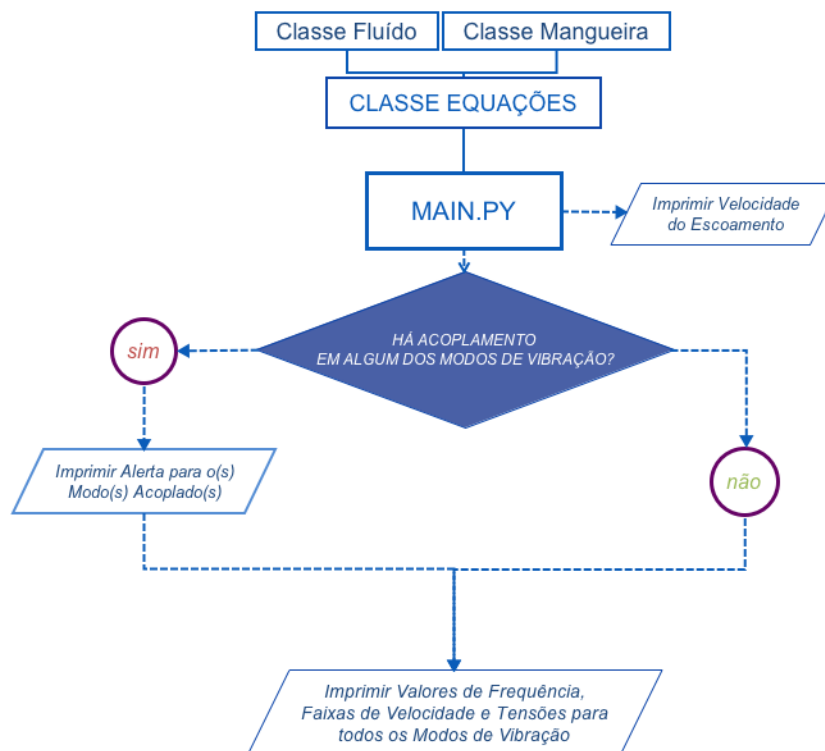 Classe Fluído
Classe Mangueira
CLASSE EQUAÇÕES
MAIN.PY
Imprimir Velocidade
do Escoamento
HÁ ACOPLAMENTO
EM ALGUM DOS MODOS DE VIBRAÇÃO?
sim
Imprimir Alerta para o(s)
Modo(s) Acoplado(s)
não
Imprimir Valores de Frequência,
Faixas de Velocidade e Tensões para
todos os Modos de Vibração